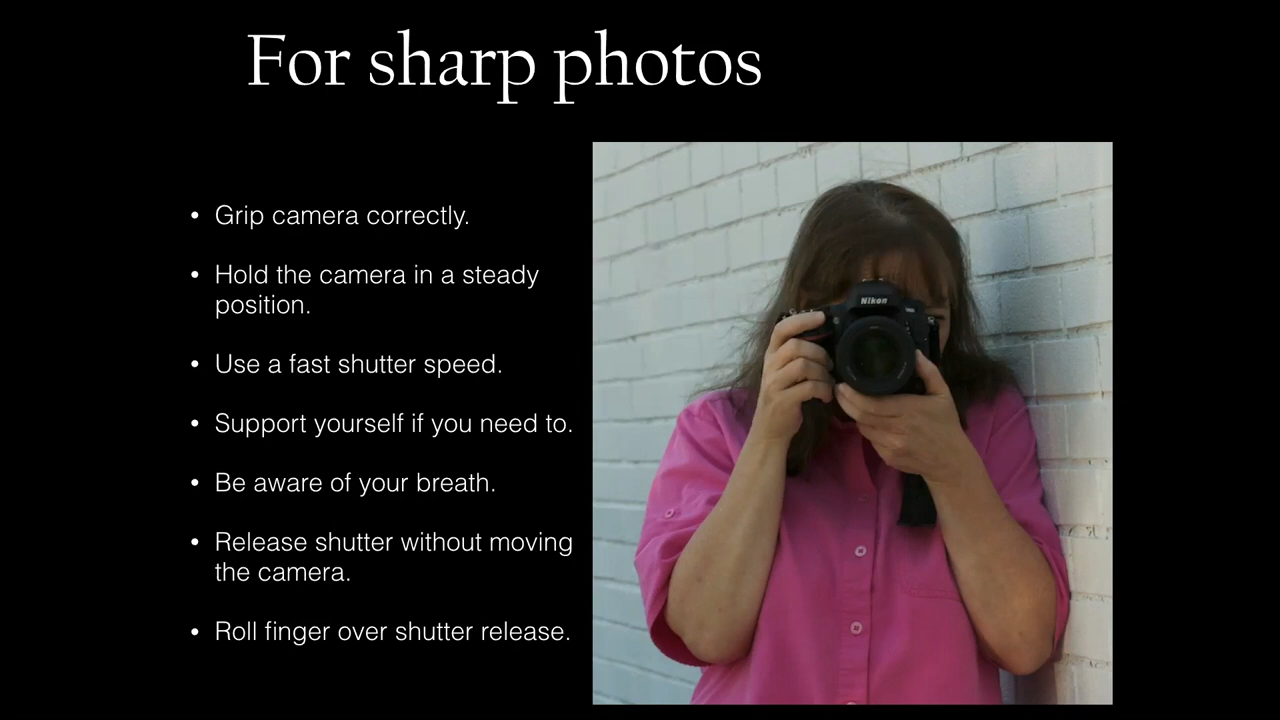 For sharp photos
• Grip camera correctly.
• Hold the camera in a steady
position.
• Use a fast shutter speed.
• Support yourself if you need to.
• Be aware of your breath.
• Release shutter without moving
the camera.
• Roll finger over shutter release.
Nikon